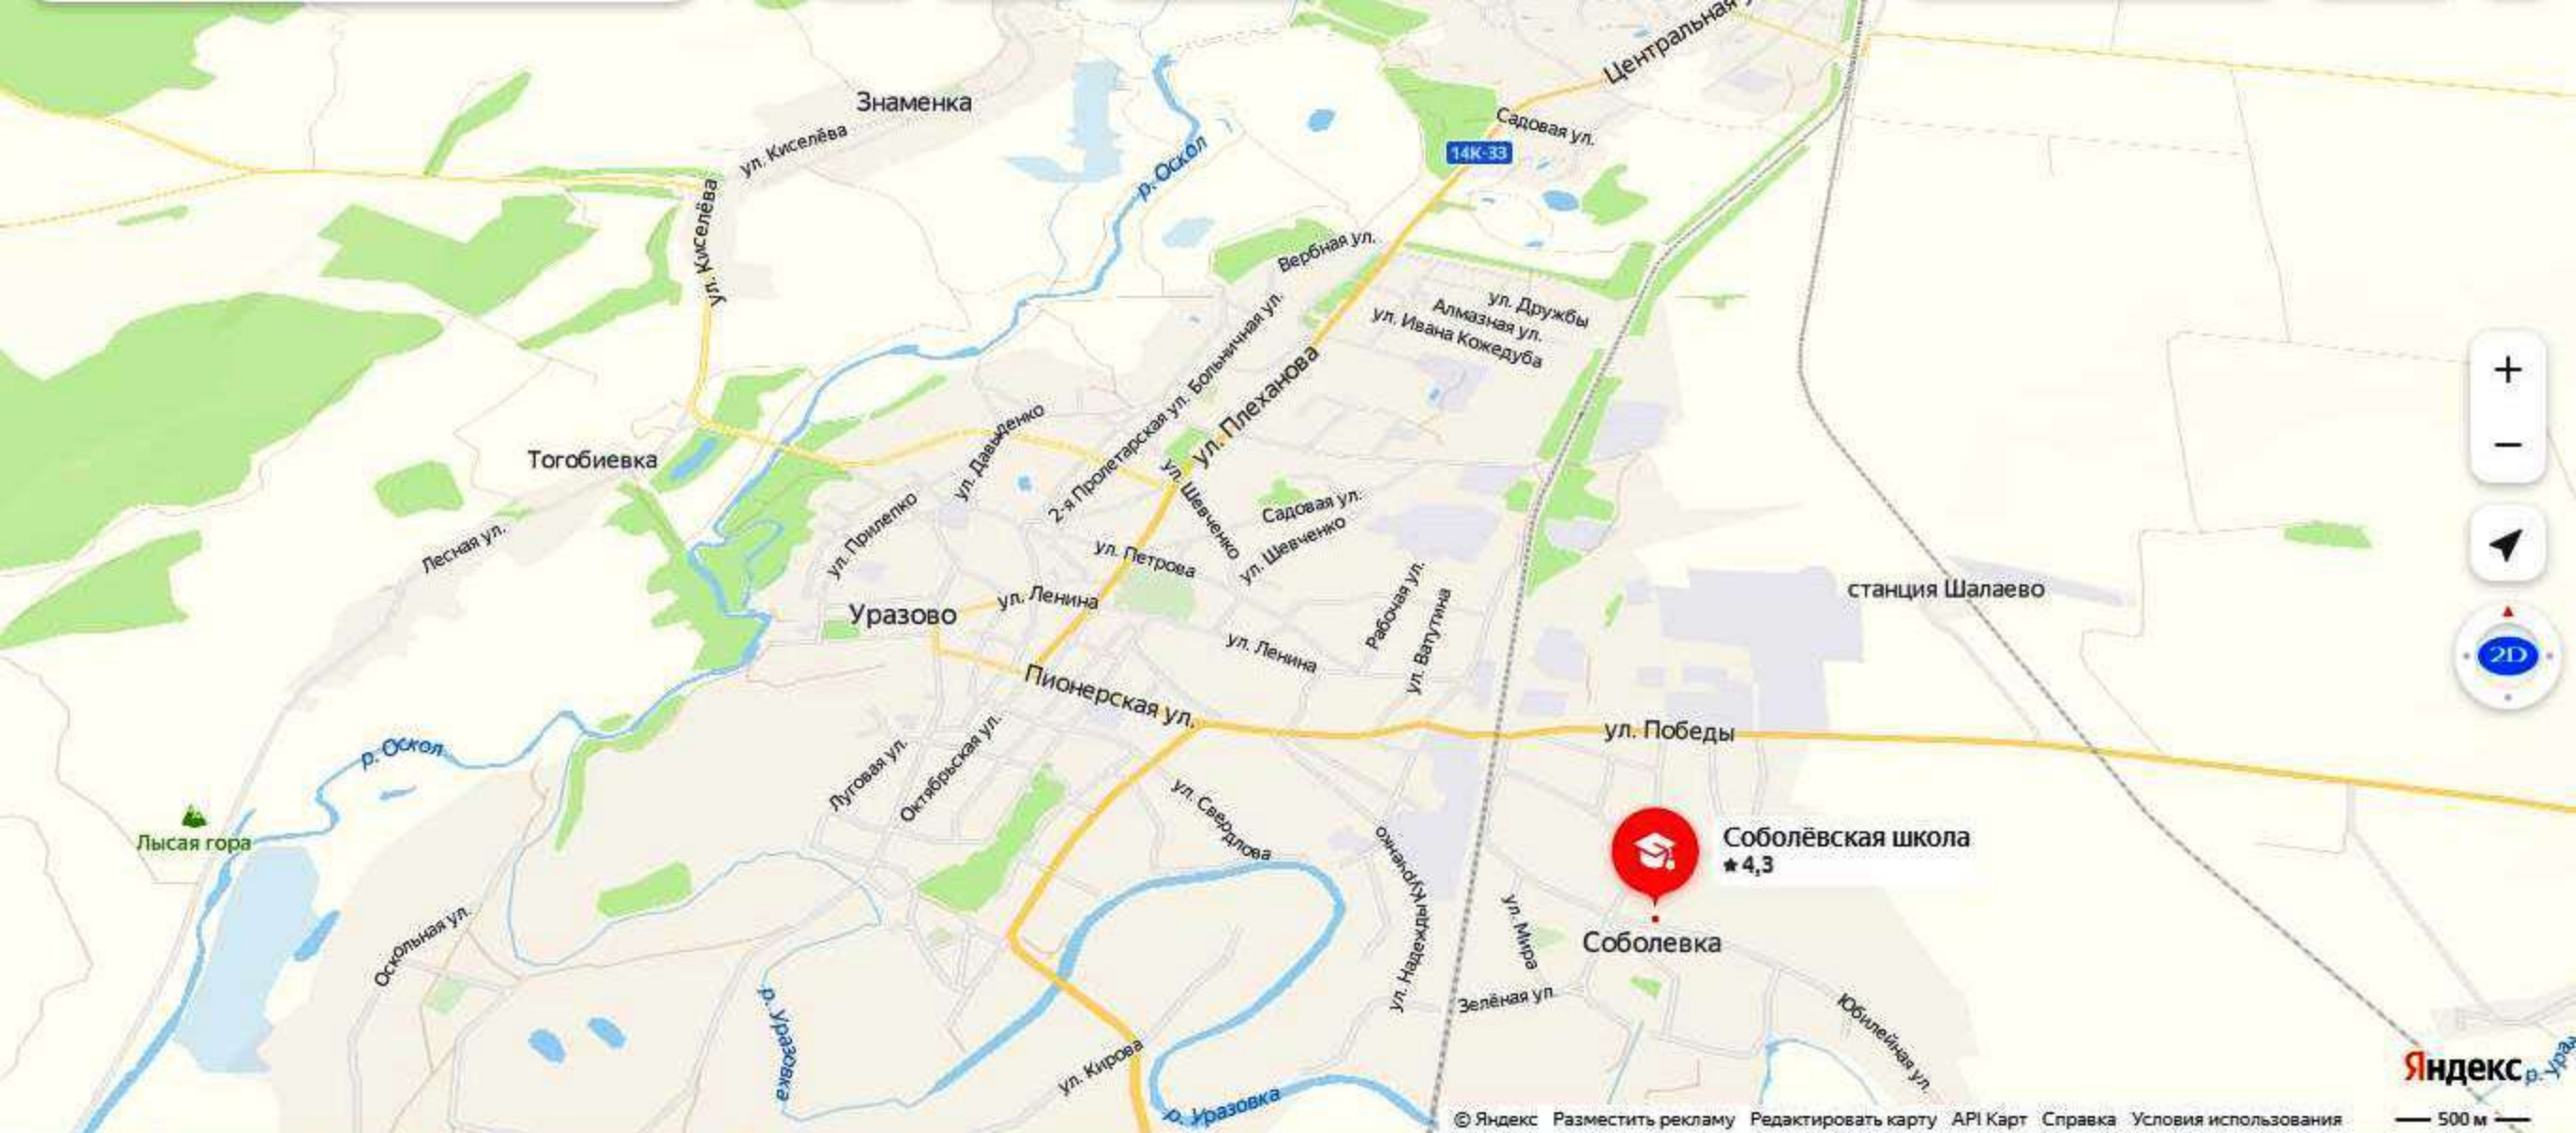 Центральная
Знаменка
Садовая ул.
ул. Киселёва
14К-33
р. Оскол
ул. Киселёва
Вербная ул.
ул. Дружбы
Алмазная ул.
ул. Ивана Кожедуба
Больничная ул.
ул. Плеханова
2-я Пролетарская ул.
ул. Давыденко
Тогобиевка
ул. Шевченко
Садовая ул.
ул. Шевченко
ул. Прилепко
Лесная ул.
ул. Петрова
Рабочая ул.
ул. Ватутина
станция Шалаево
Уразово
ул. Ленина
ул. Ленина
2D
Пионерская ул.
ул. Победы
р. Оскол
Луговая ул.
Октябрьская ул.
ул. Свердлова
Лысая гора
ул. Надежды Курченко
Соболёвская школа
4,3
ул. Мира
Соболевка
Оскольная ул.
Зелёная ул.
Юбилейная ул.
р. Уразовка
ул. Кирова
р. Уразовка
Яндекс
© Яндекс Разместить рекламу Редактировать карту API Карт Справка Условия использования
500 м